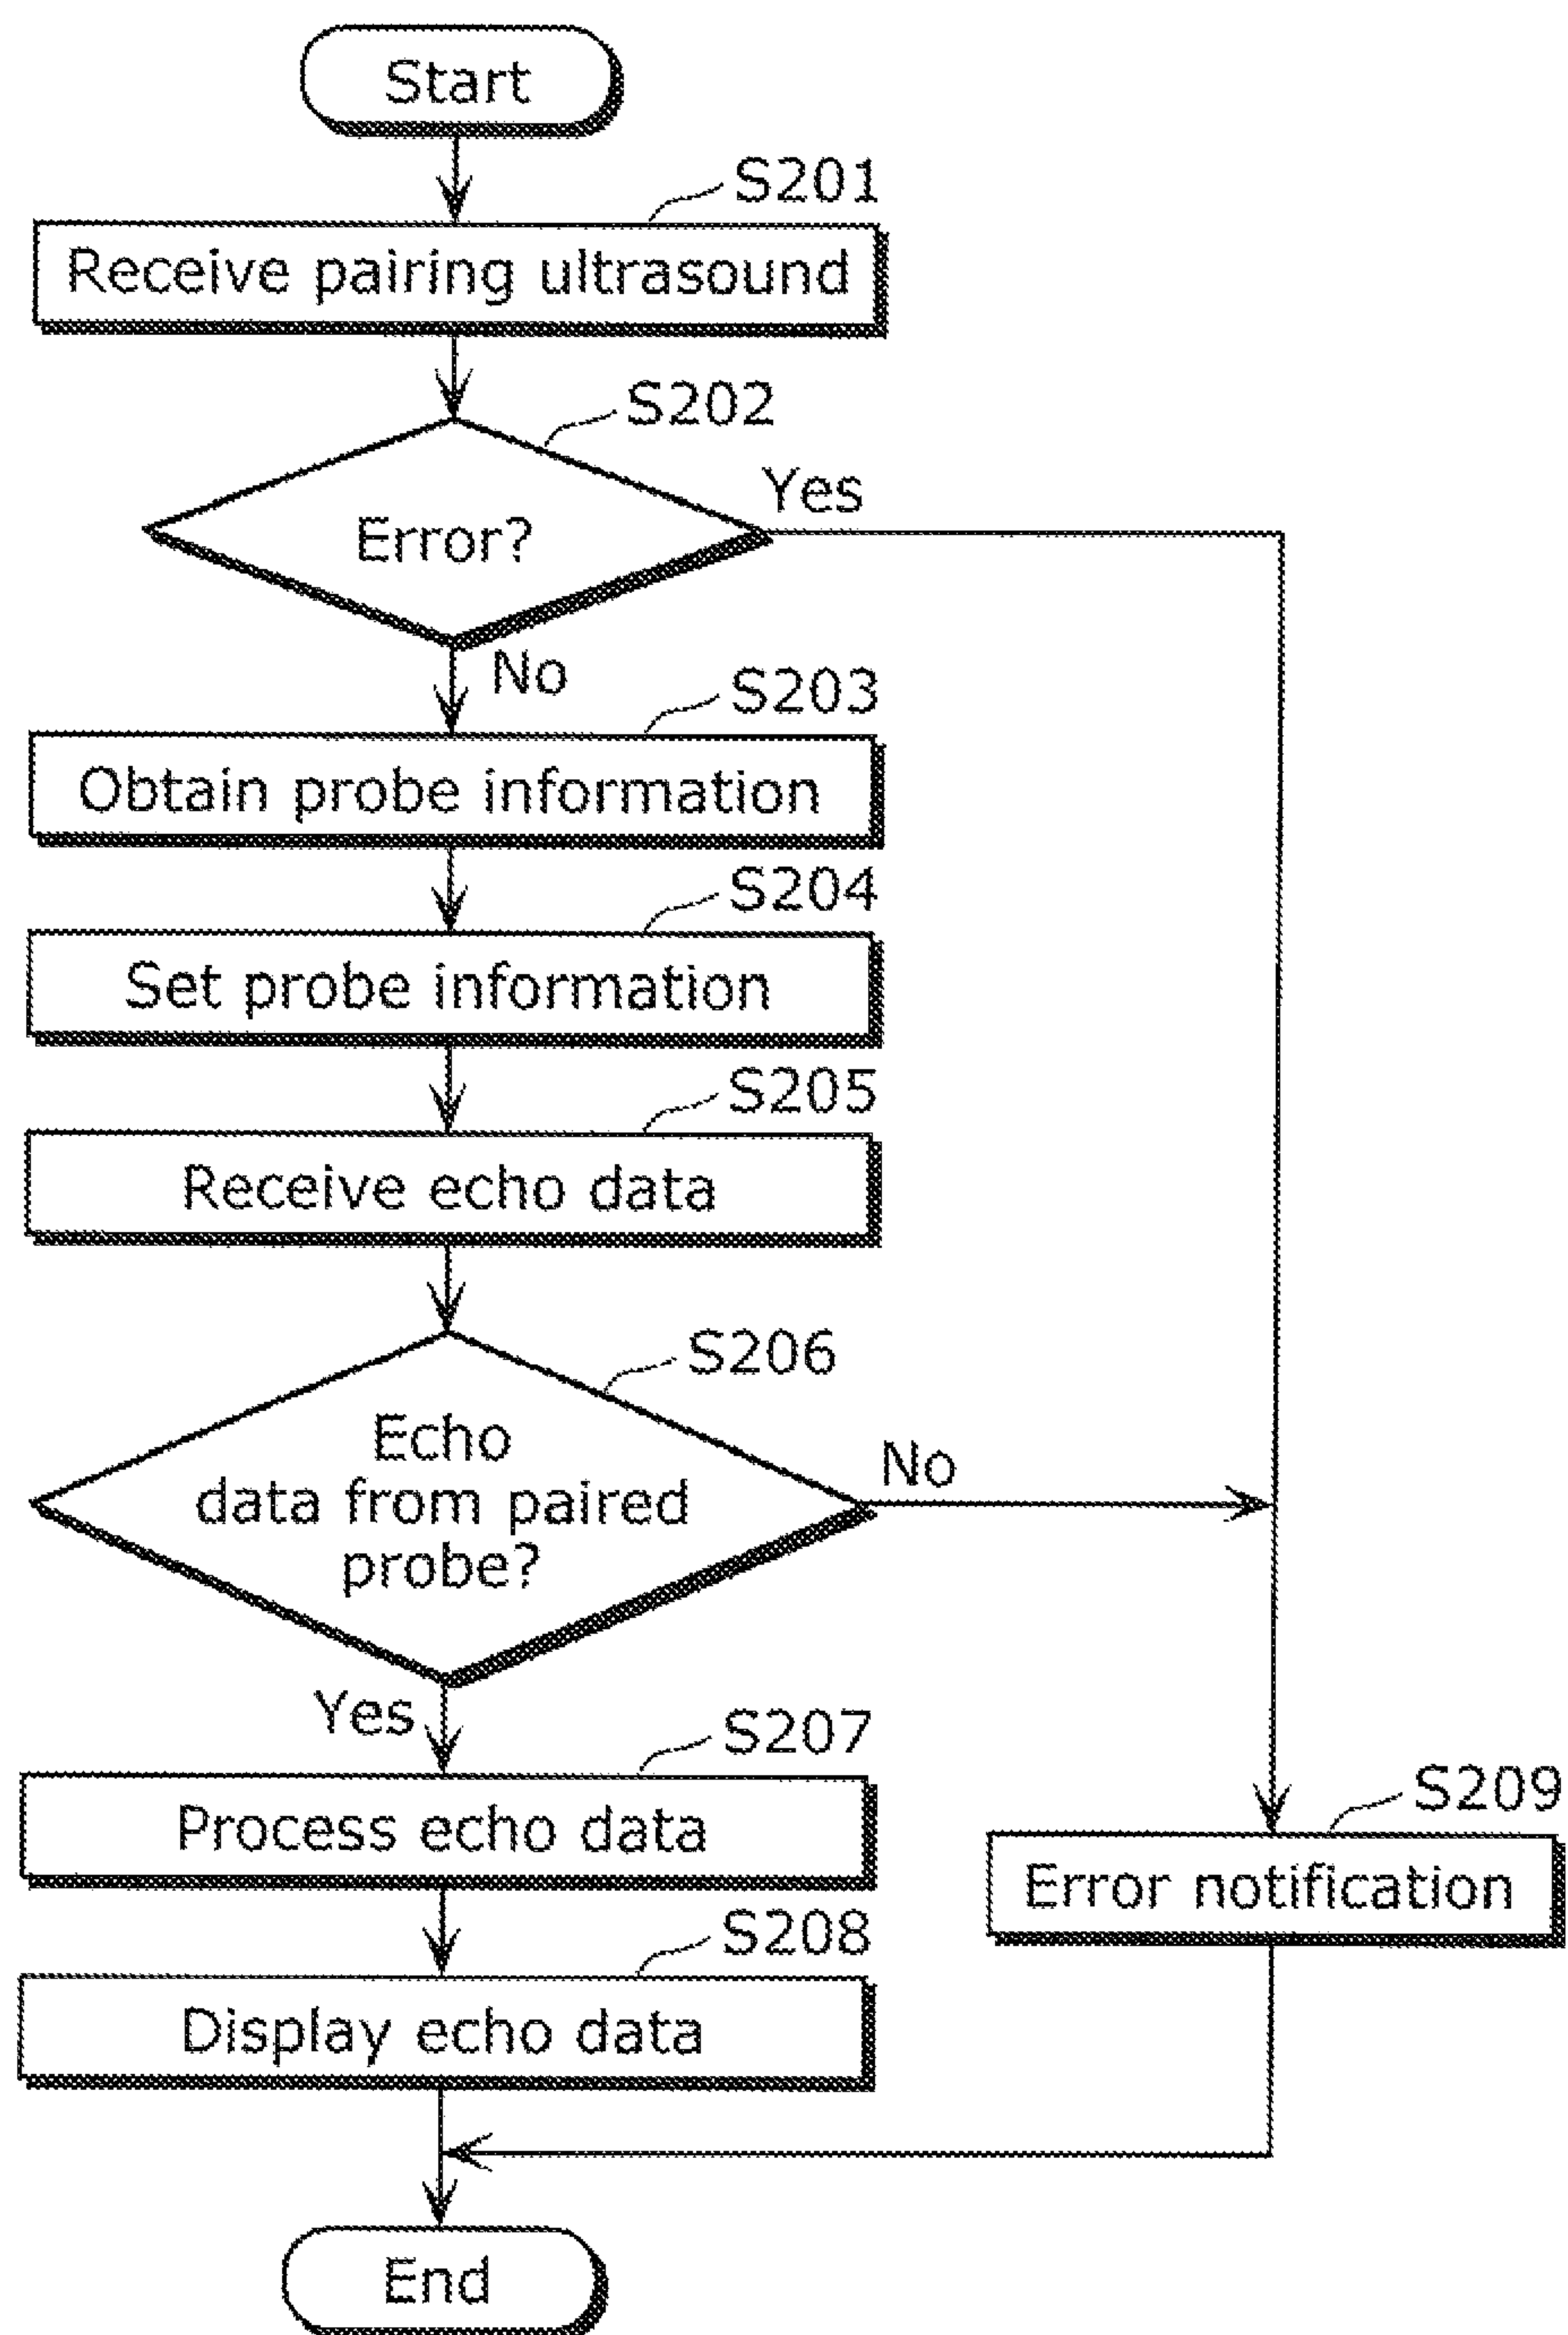 Start
S201
Receive pairing ultrasound
S202
Error?
Yes
No
S203
Obtain probe information
S204
Set probe information
S205
Receive echo data
S206
Echo
data from paired
probe?
No
Yes
S207
Process echo data
S209
Error notification
S208
Display echo data
End